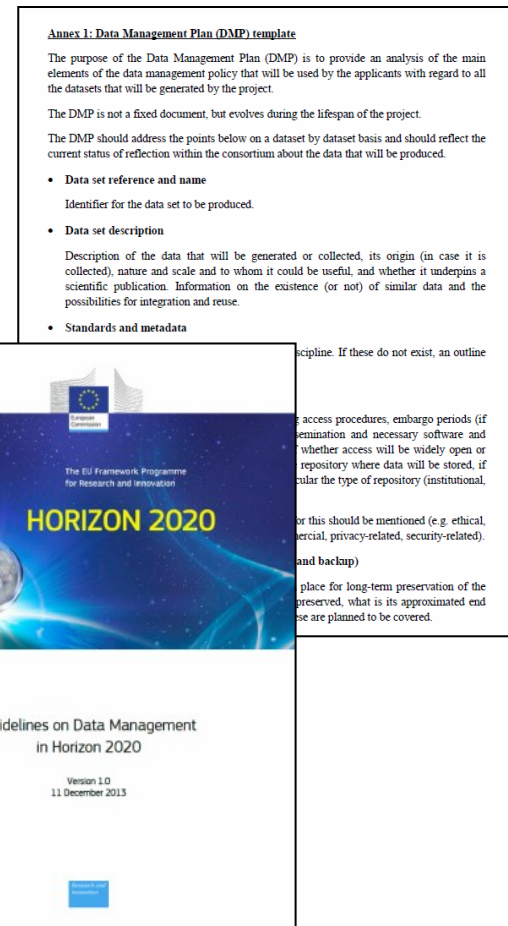 Annex 1: Data Management Plan (DMP) template
The purpose of the Data Management Plan (DMP) is to provide an analysis of the main
elements of the data management policy that will be used by the applicants with regard to all
the datasets that will be generated by the project.
The DMP is not a fixed document, but evolves during the lifespan of the project.
The DMP should address the points below on a dataset by dataset basis and should reflect the
current status of reflection within the consortium about the data that will be produced.
• Data set reference and name
Identifier for the data set to be produced.
• Data set description
Description of the data that will be generated or collected, its origin (in case it is
collected), nature and scale and to whom it could be useful, and whether it underpins a
scientific publication. Information on the existence (or not) of similar data and the
possibilities for integration and reuse.
• Standards and metadata
scipline. If these do not exist, an outline
access procedures, embargo periods (if
semination and necessary software and
whether access will be widely open or
repository where data will be stored, if
cular the type of repository (institutional,
or this should be mentioned (e.g. ethical,
ercial, privacy-related, security-related).
and backup)
place for long-term preservation of the
preserved, what is its approximated end
ese are planned to be covered.
European
Commission
The EU Framework Programme
for Research and Innovation
HORIZON 2020
idelines on Data Management
in Horizon 2020
Version 1.0
11 December 2013
Research and
Innovation